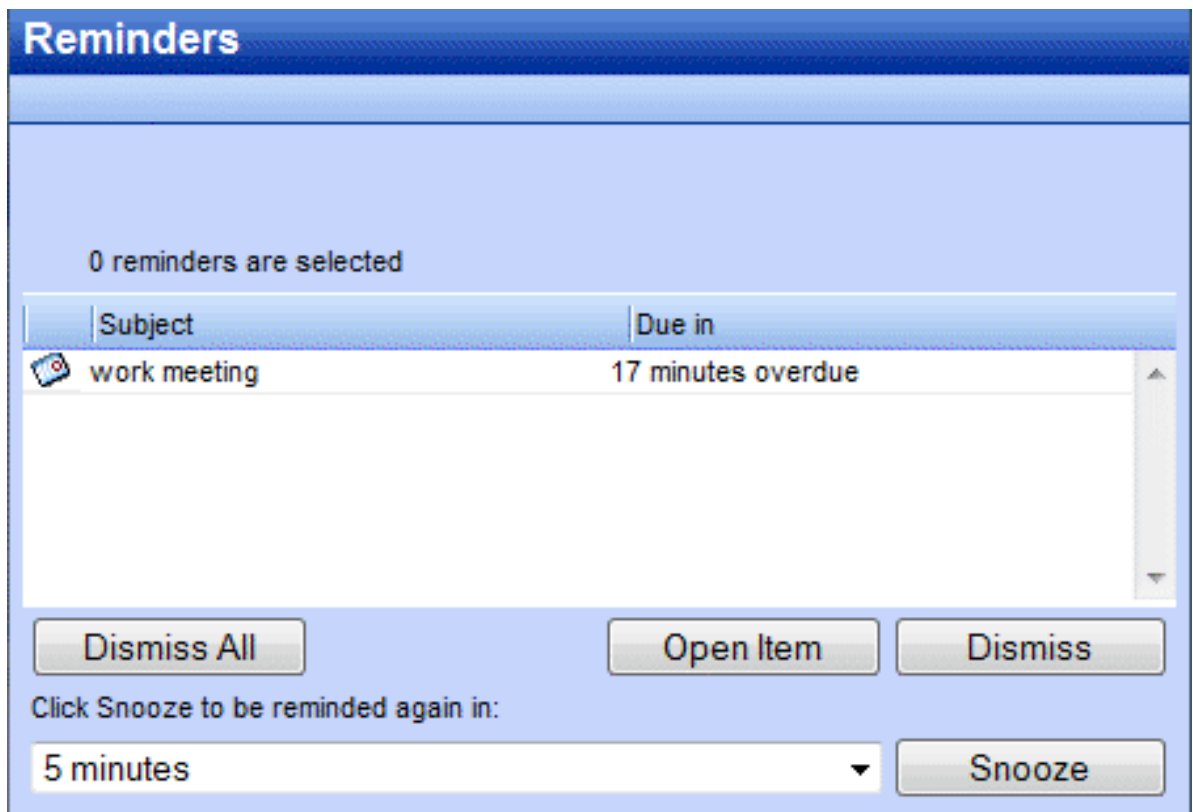 Reminders
0 reminders are selected
Subject Due in
work meeting 17 minutes overdue
Dismiss All Open Item Dismiss
Click Snooze to be reminded again in:
5 minutes Snooze